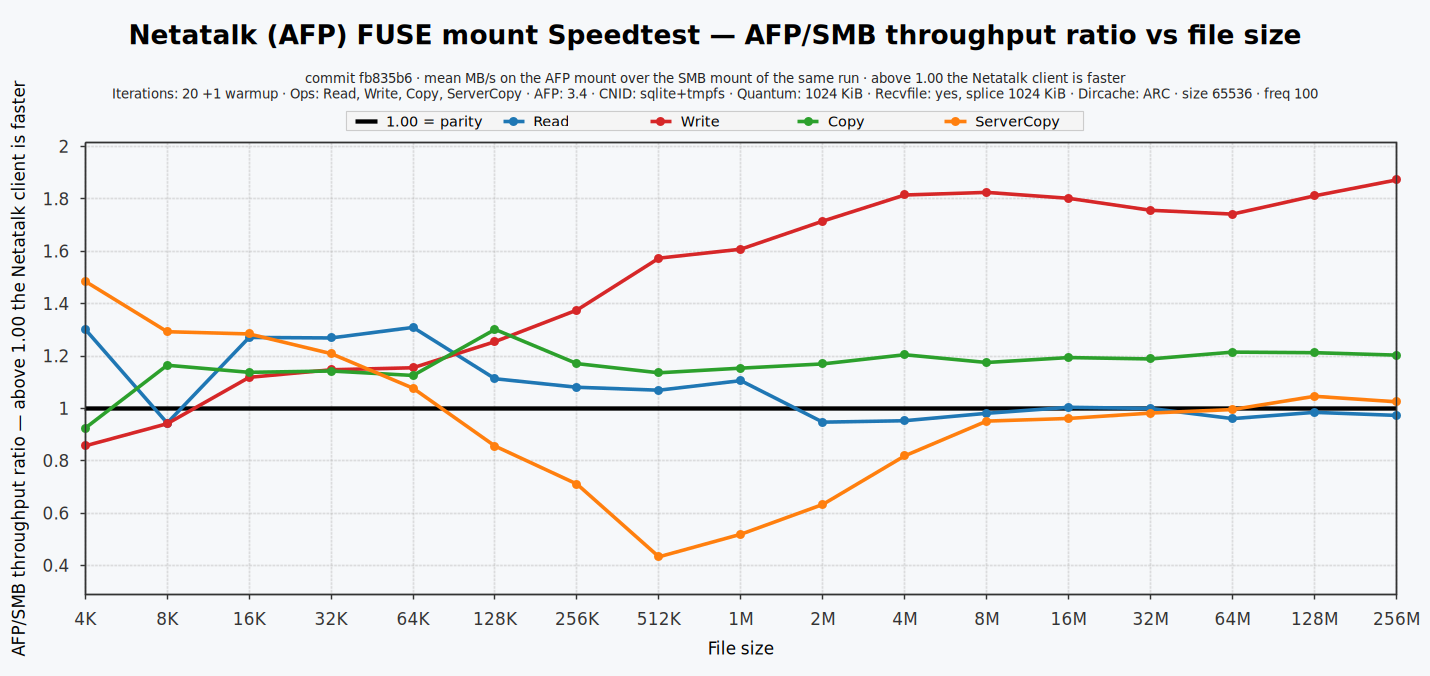 Netatalk (AFP) FUSE mount Speedtest — AFP/SMB throughput ratio vs file size
commit fb835b6 · mean MB/s on the AFP mount over the SMB mount of the same run · above 1.00 the Netatalk client is faster
Iterations: 20 +1 warmup · Ops: Read, Write, Copy, ServerCopy · AFP: 3.4 · CNID: sqlite+tmpfs · Quantum: 1024 KiB · Recvfile: yes, splice 1024 KiB · Dircache: ARC · size 65536 · freq 100
1.00 = parity Read Write Copy ServerCopy
AFP/SMB throughput ratio — above 1.00 the Netatalk client is faster
2
1.8
1.6
1.4
1.2
1
0.8
0.6
0.4
4K 8K 16K 32K 64K 128K 256K 512K 1M 2M 4M 8M 16M 32M 64M 128M 256M
File size